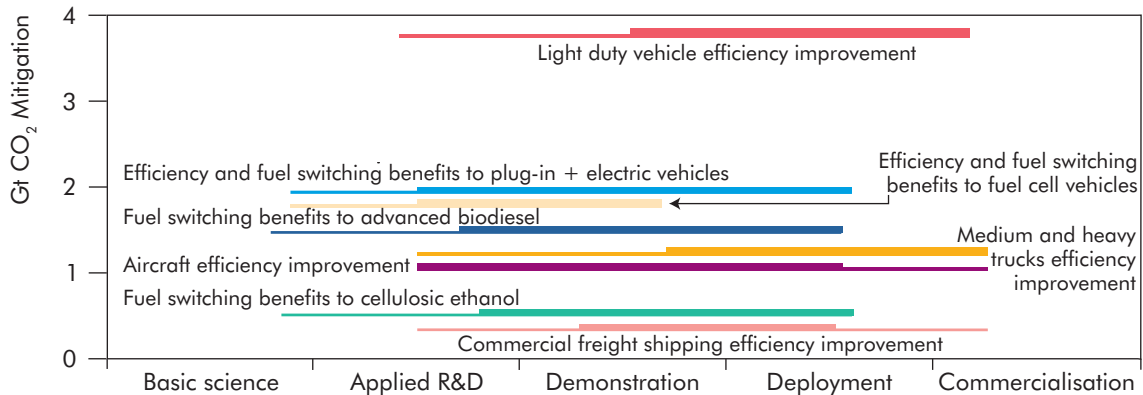 Gt CO2 Mitigation
4
3
2
1
0
Light duty vehicle efficiency improvement
Efficiency and fuel switching benefits to plug-in + electric vehicles
Efficiency and fuel switching
benefits to fuel cell vehicles
Fuel switching benefits to advanced biodiesel
Medium and heavy
trucks efficiency
improvement
Aircraft efficiency improvement
Fuel switching benefits to cellulosic ethanol
Commercial freight shipping efficiency improvement
Basic science
Applied R&D
Demonstration
Deployment
Commercialisation